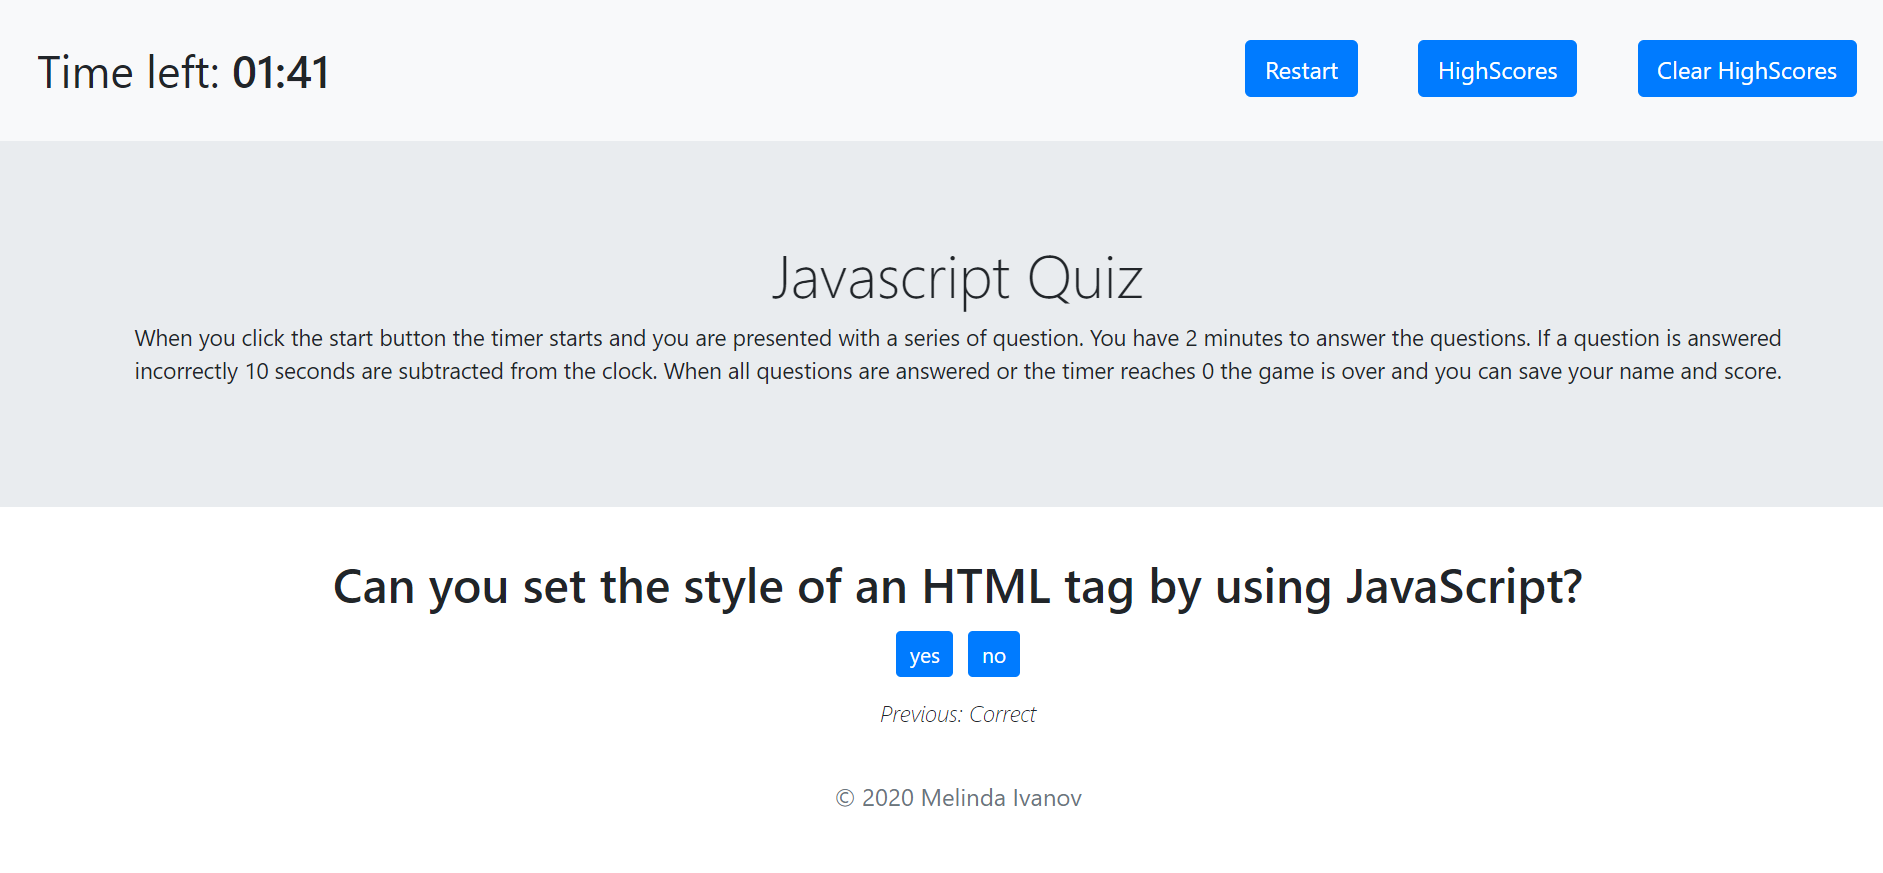 Time left: 01:41
Restart
HighScores
Clear HighScores
Javascript Quiz
When you click the start button the timer starts and you are presented with a series of question. You have 2 minutes to answer the questions. If a question is answered
incorrectly 10 seconds are subtracted from the clock. When all questions are answered or the timer reaches 0 the game is over and you can save your name and score.
Can you set the style of an HTML tag by using JavaScript?
yes
no
Previous: Correct
© 2020 Melinda Ivanov